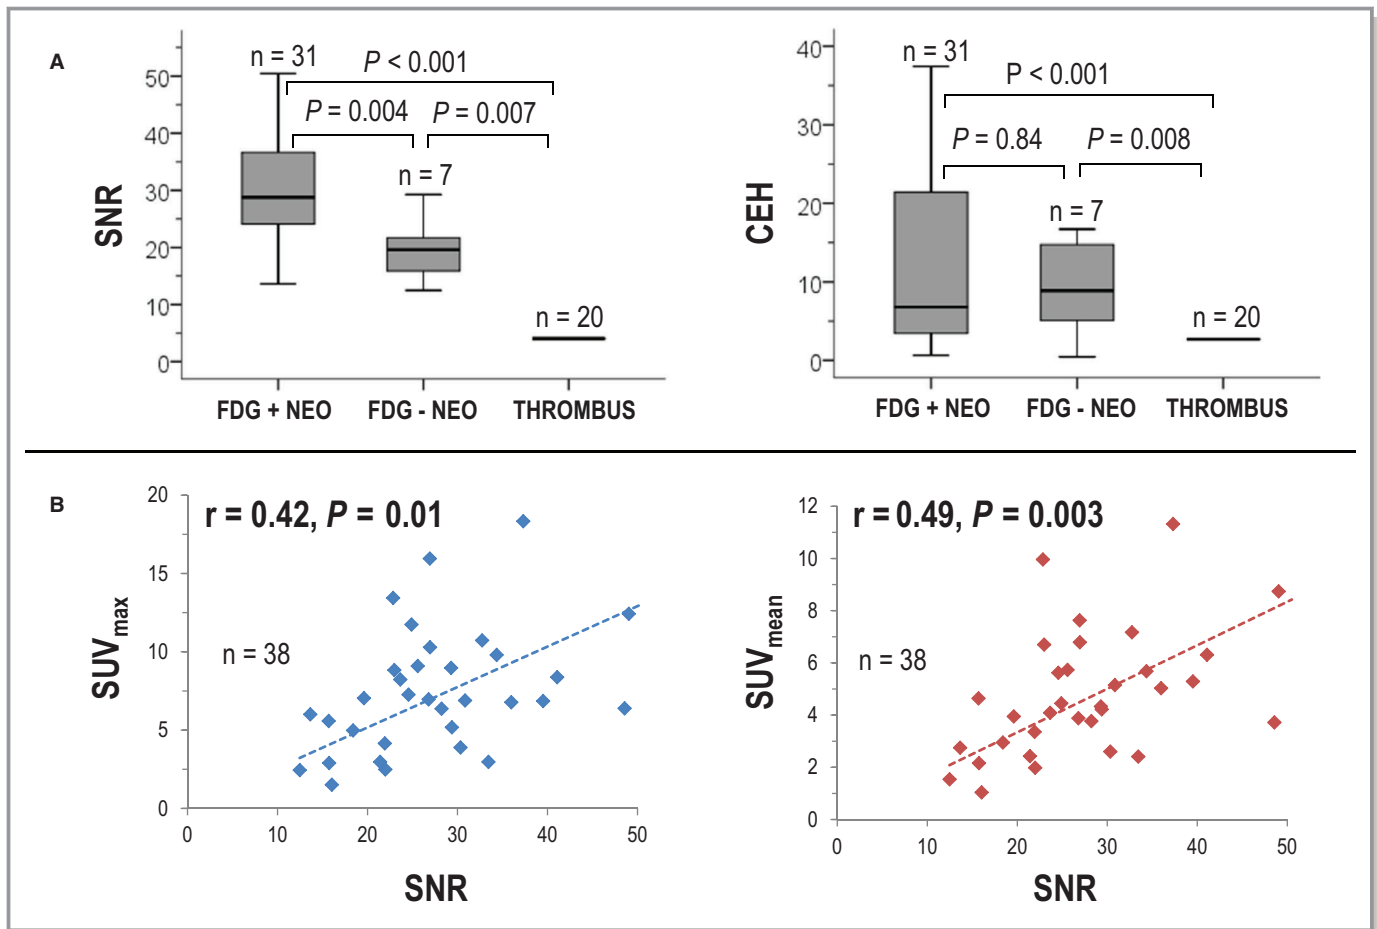 A
n = 31
P < 0.001
P = 0.004
P = 0.007
n = 7
n = 20
SNR
50
40
30
20
10
0
FDG + NEO
FDG - NEO
THROMBUS
n = 31
P < 0.001
P = 0.84
P = 0.008
n = 7
n = 20
CEH
40
30
20
10
0
FDG + NEO
FDG - NEO
THROMBUS
B
r = 0.42, P = 0.01
n = 38
SUVmax
20
15
10
5
0
0
10
20
30
40
50
SNR
r = 0.49, P = 0.003
n = 38
SUVmean
12
10
8
6
4
2
0
0
10
20
30
40
50
SNR